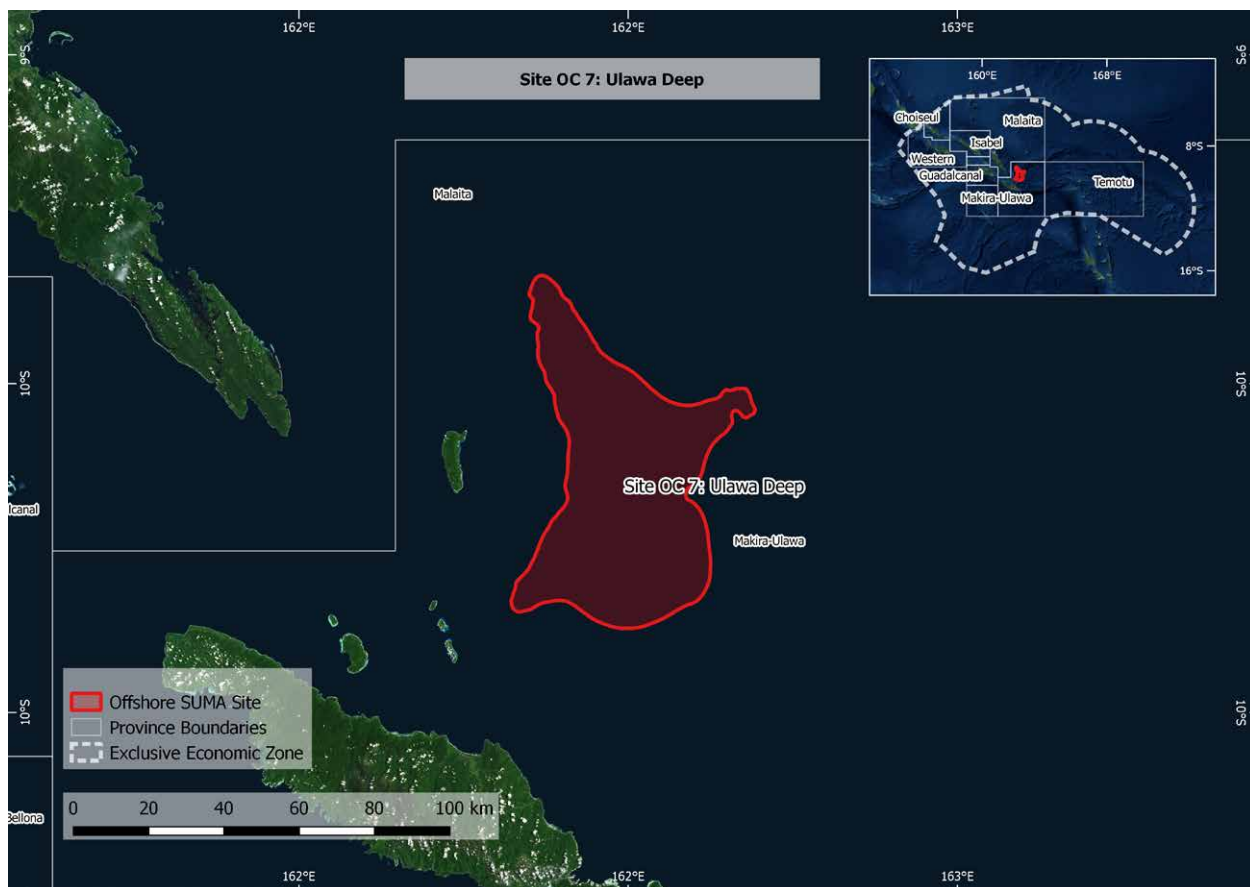 162°E
162°E
163°E
9°S
9°S
Site OC 7: Ulawa Deep
160°E
168°E
Choiseul
Malaita
Isabel
8°S
Western
Guadalcanal
Temotu
Makira-Ulawa
16°S
Malaita
10°S
10°S
Site OC 7: Ulawa Deep
lcanal
Makira-Ulawa
Offshore SUMA Site
10°S
10°S
Province Boundaries
Exclusive Economic Zone
0 20 40 60 80 100 km
Bellona
162°E
162°E
163°E